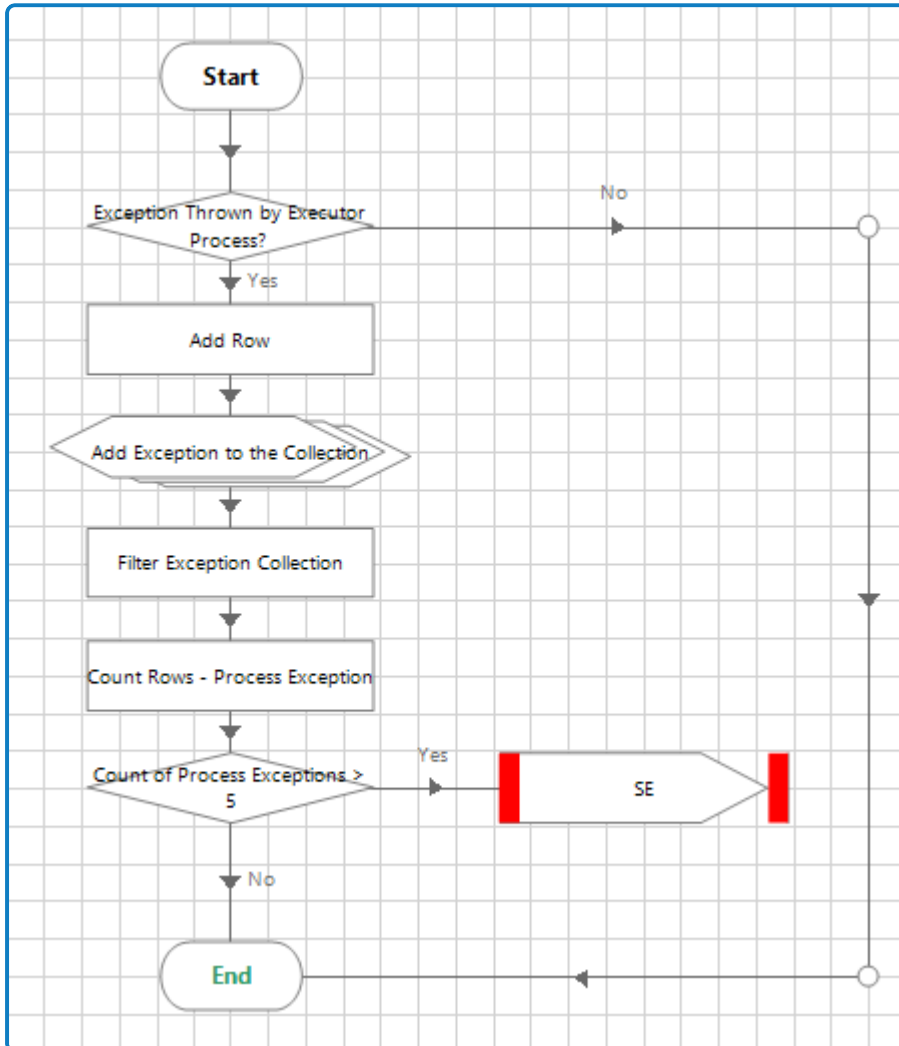 Start
No
Exception Thrown by Executor
Process?
Yes
Add Row
Add Exception to the Collection
Filter Exception Collection
Count Rows - Process Exception
Yes
Count of Process Exceptions >
5
SE
No
End